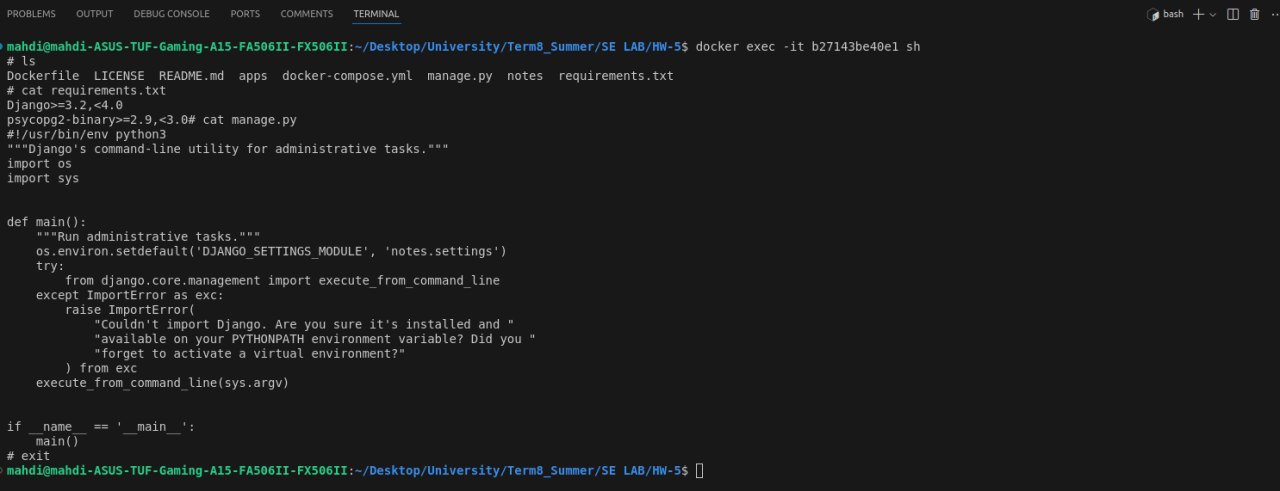 PROBLEMS OUTPUT DEBUG CONSOLE PORTS COMMENTS TERMINAL bash
mahdi@mahdi-ASUS-TUF-Gaming-A15-FA506II-FX506II:~/Desktop/University/Term8_Summer/SE LAB/HW-5$ docker exec -it b27143be40e1 sh
# ls
Dockerfile  LICENSE  README.md  apps  docker-compose.yml  manage.py  notes  requirements.txt
# cat requirements.txt
Django>=3.2,<4.0
psycopg2-binary>=2.9,<3.0# cat manage.py
#!/usr/bin/env python3
"""Django's command-line utility for administrative tasks."""
import os
import sys
def main():
    """Run administrative tasks."""
    os.environ.setdefault('DJANGO_SETTINGS_MODULE', 'notes.settings')
    try:
        from django.core.management import execute_from_command_line
    except ImportError as exc:
        raise ImportError(
            "Couldn't import Django. Are you sure it's installed and "
            "available on your PYTHONPATH environment variable? Did you "
            "forget to activate a virtual environment?"
        ) from exc
    execute_from_command_line(sys.argv)
if __name__ == '__main__':
    main()
# exit
mahdi@mahdi-ASUS-TUF-Gaming-A15-FA506II-FX506II:~/Desktop/University/Term8_Summer/SE LAB/HW-5$